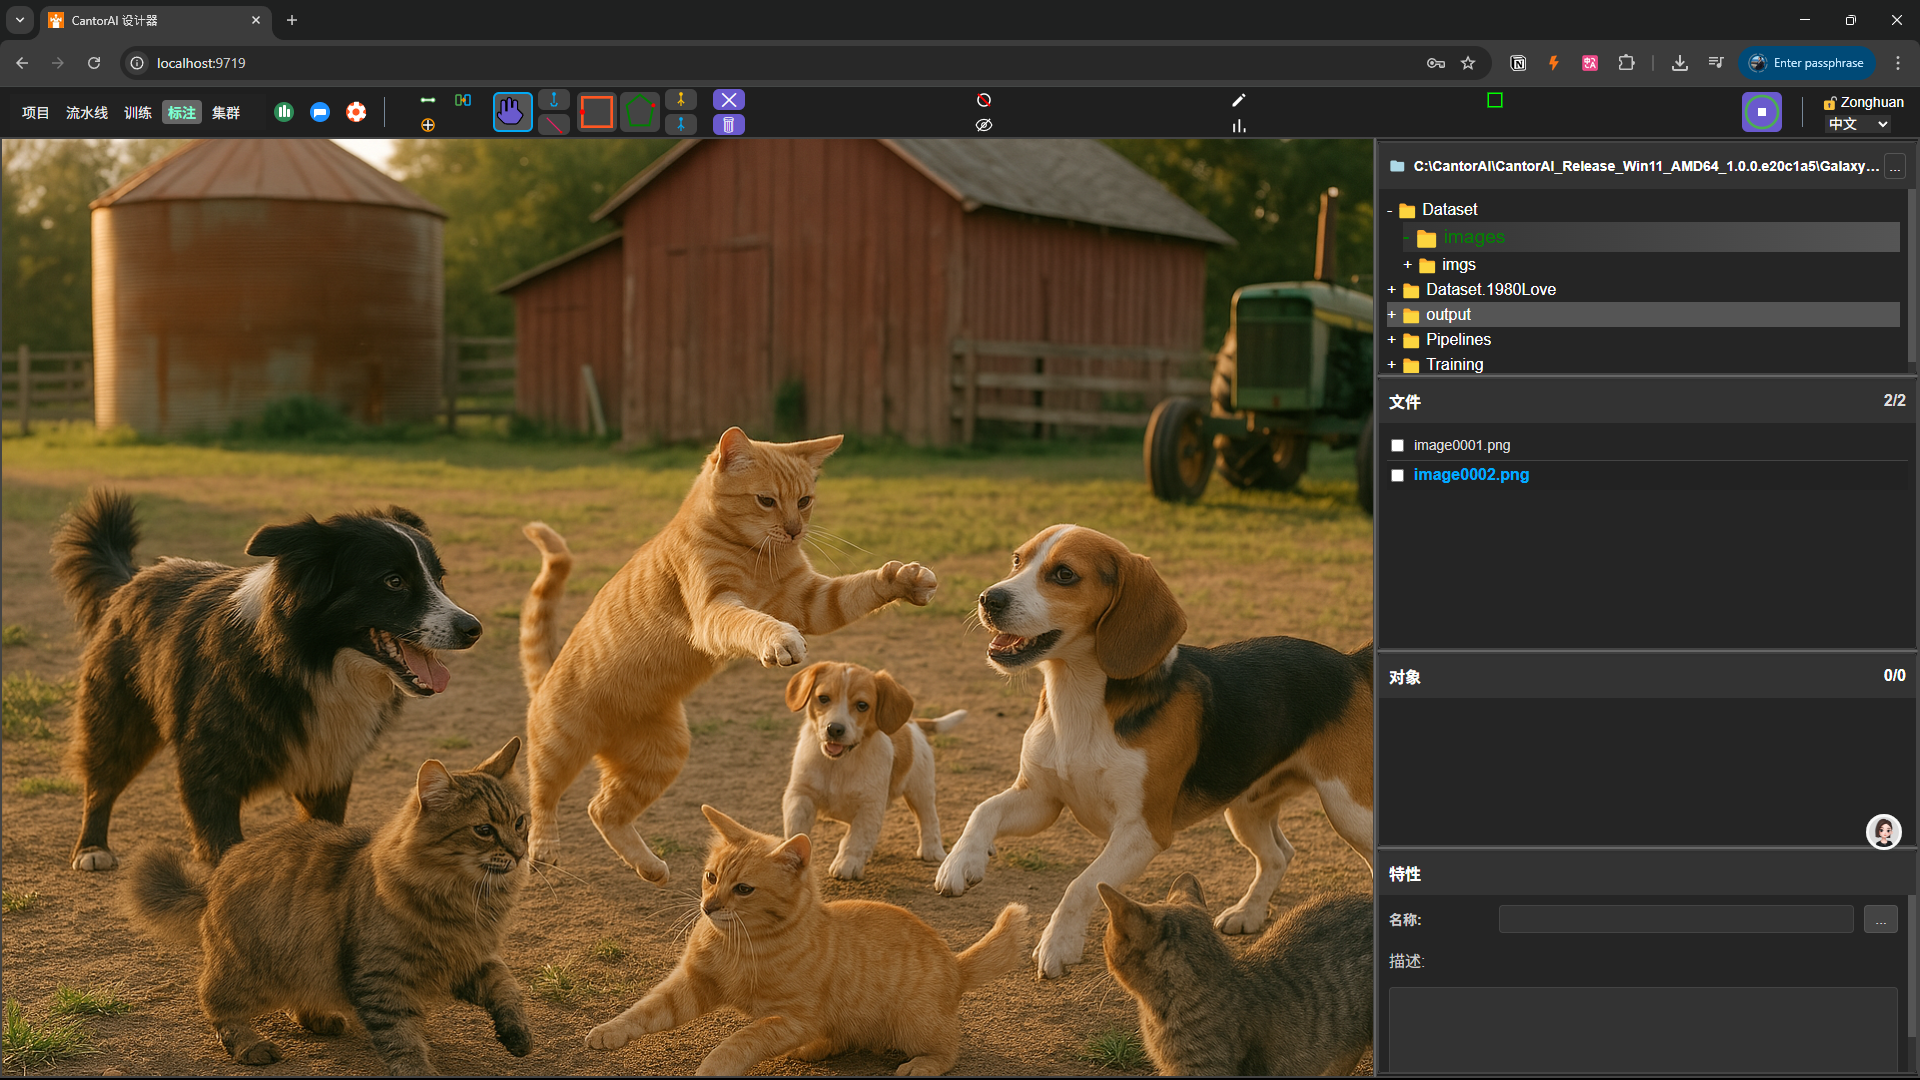 CantorAI 设计器
localhost:9719
Enter passphrase
项目 流水线 训练 标注 集群
Zonghuan
中文
C:\CantorAI\CantorAI_Release_Win11_AMD64_1.0.0.e20c1a5\Galaxy... ...
- Dataset
- images
+ imgs
+ Dataset.1980Love
+ output
+ Pipelines
+ Training
文件 2/2
image0001.png
image0002.png
对象 0/0
特性
名称: ...
描述: